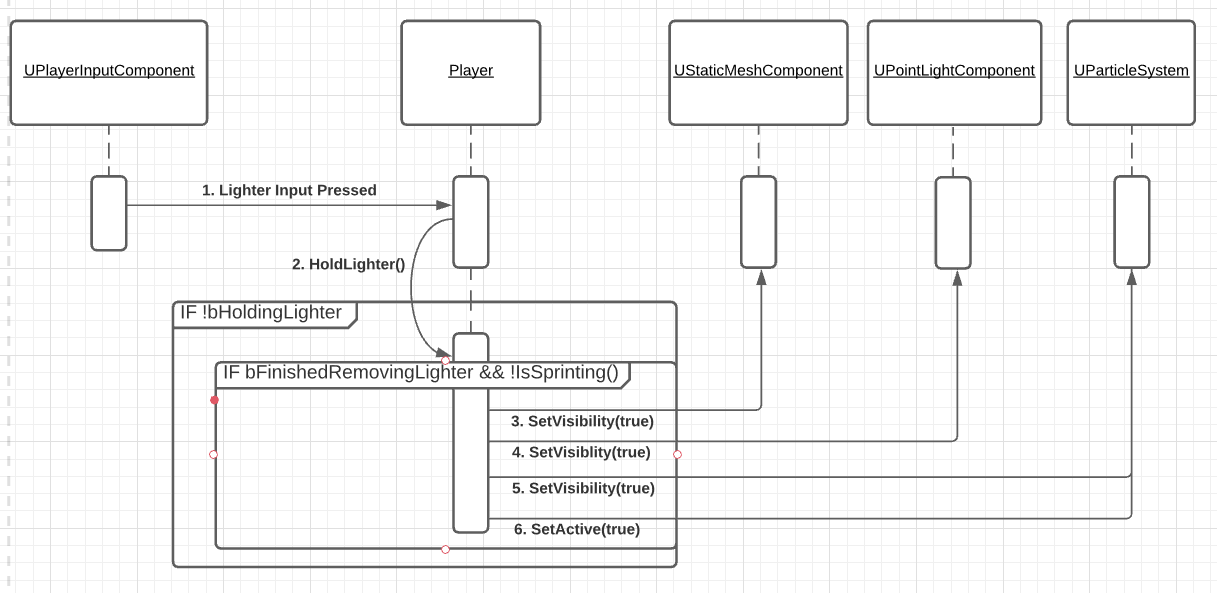 UPlayerInputComponent
Player
UStaticMeshComponent
UPointLightComponent
UParticleSystem
1. Lighter Input Pressed
2. HoldLighter()
IF !bHoldingLighter
IF bFinishedRemovingLighter && !IsSprinting()
3. SetVisibility(true)
4. SetVisiblity(true)
5. SetVisibility(true)
6. SetActive(true)